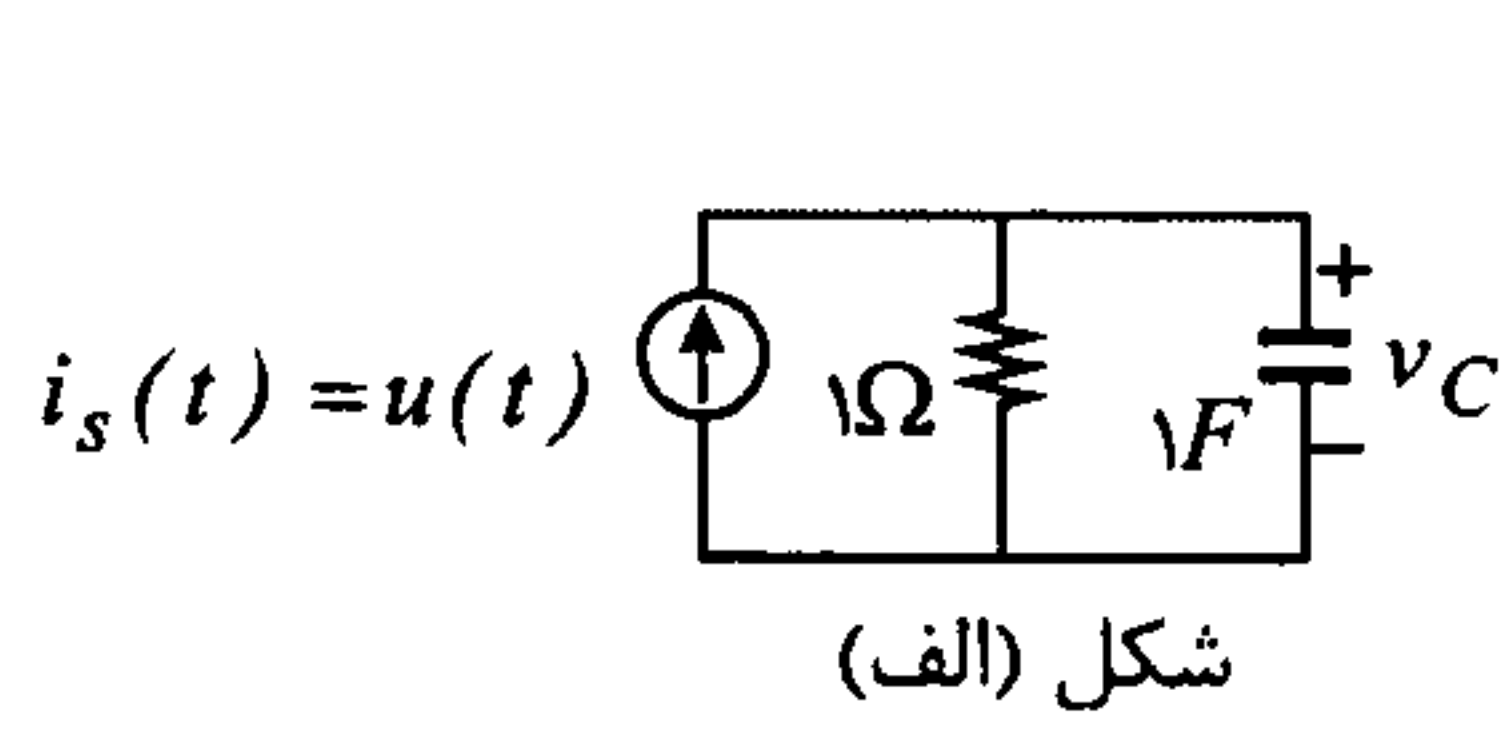 i_s(t)=u(t)
۱Ω
۱F
+
v_C
−
شکل (الف)